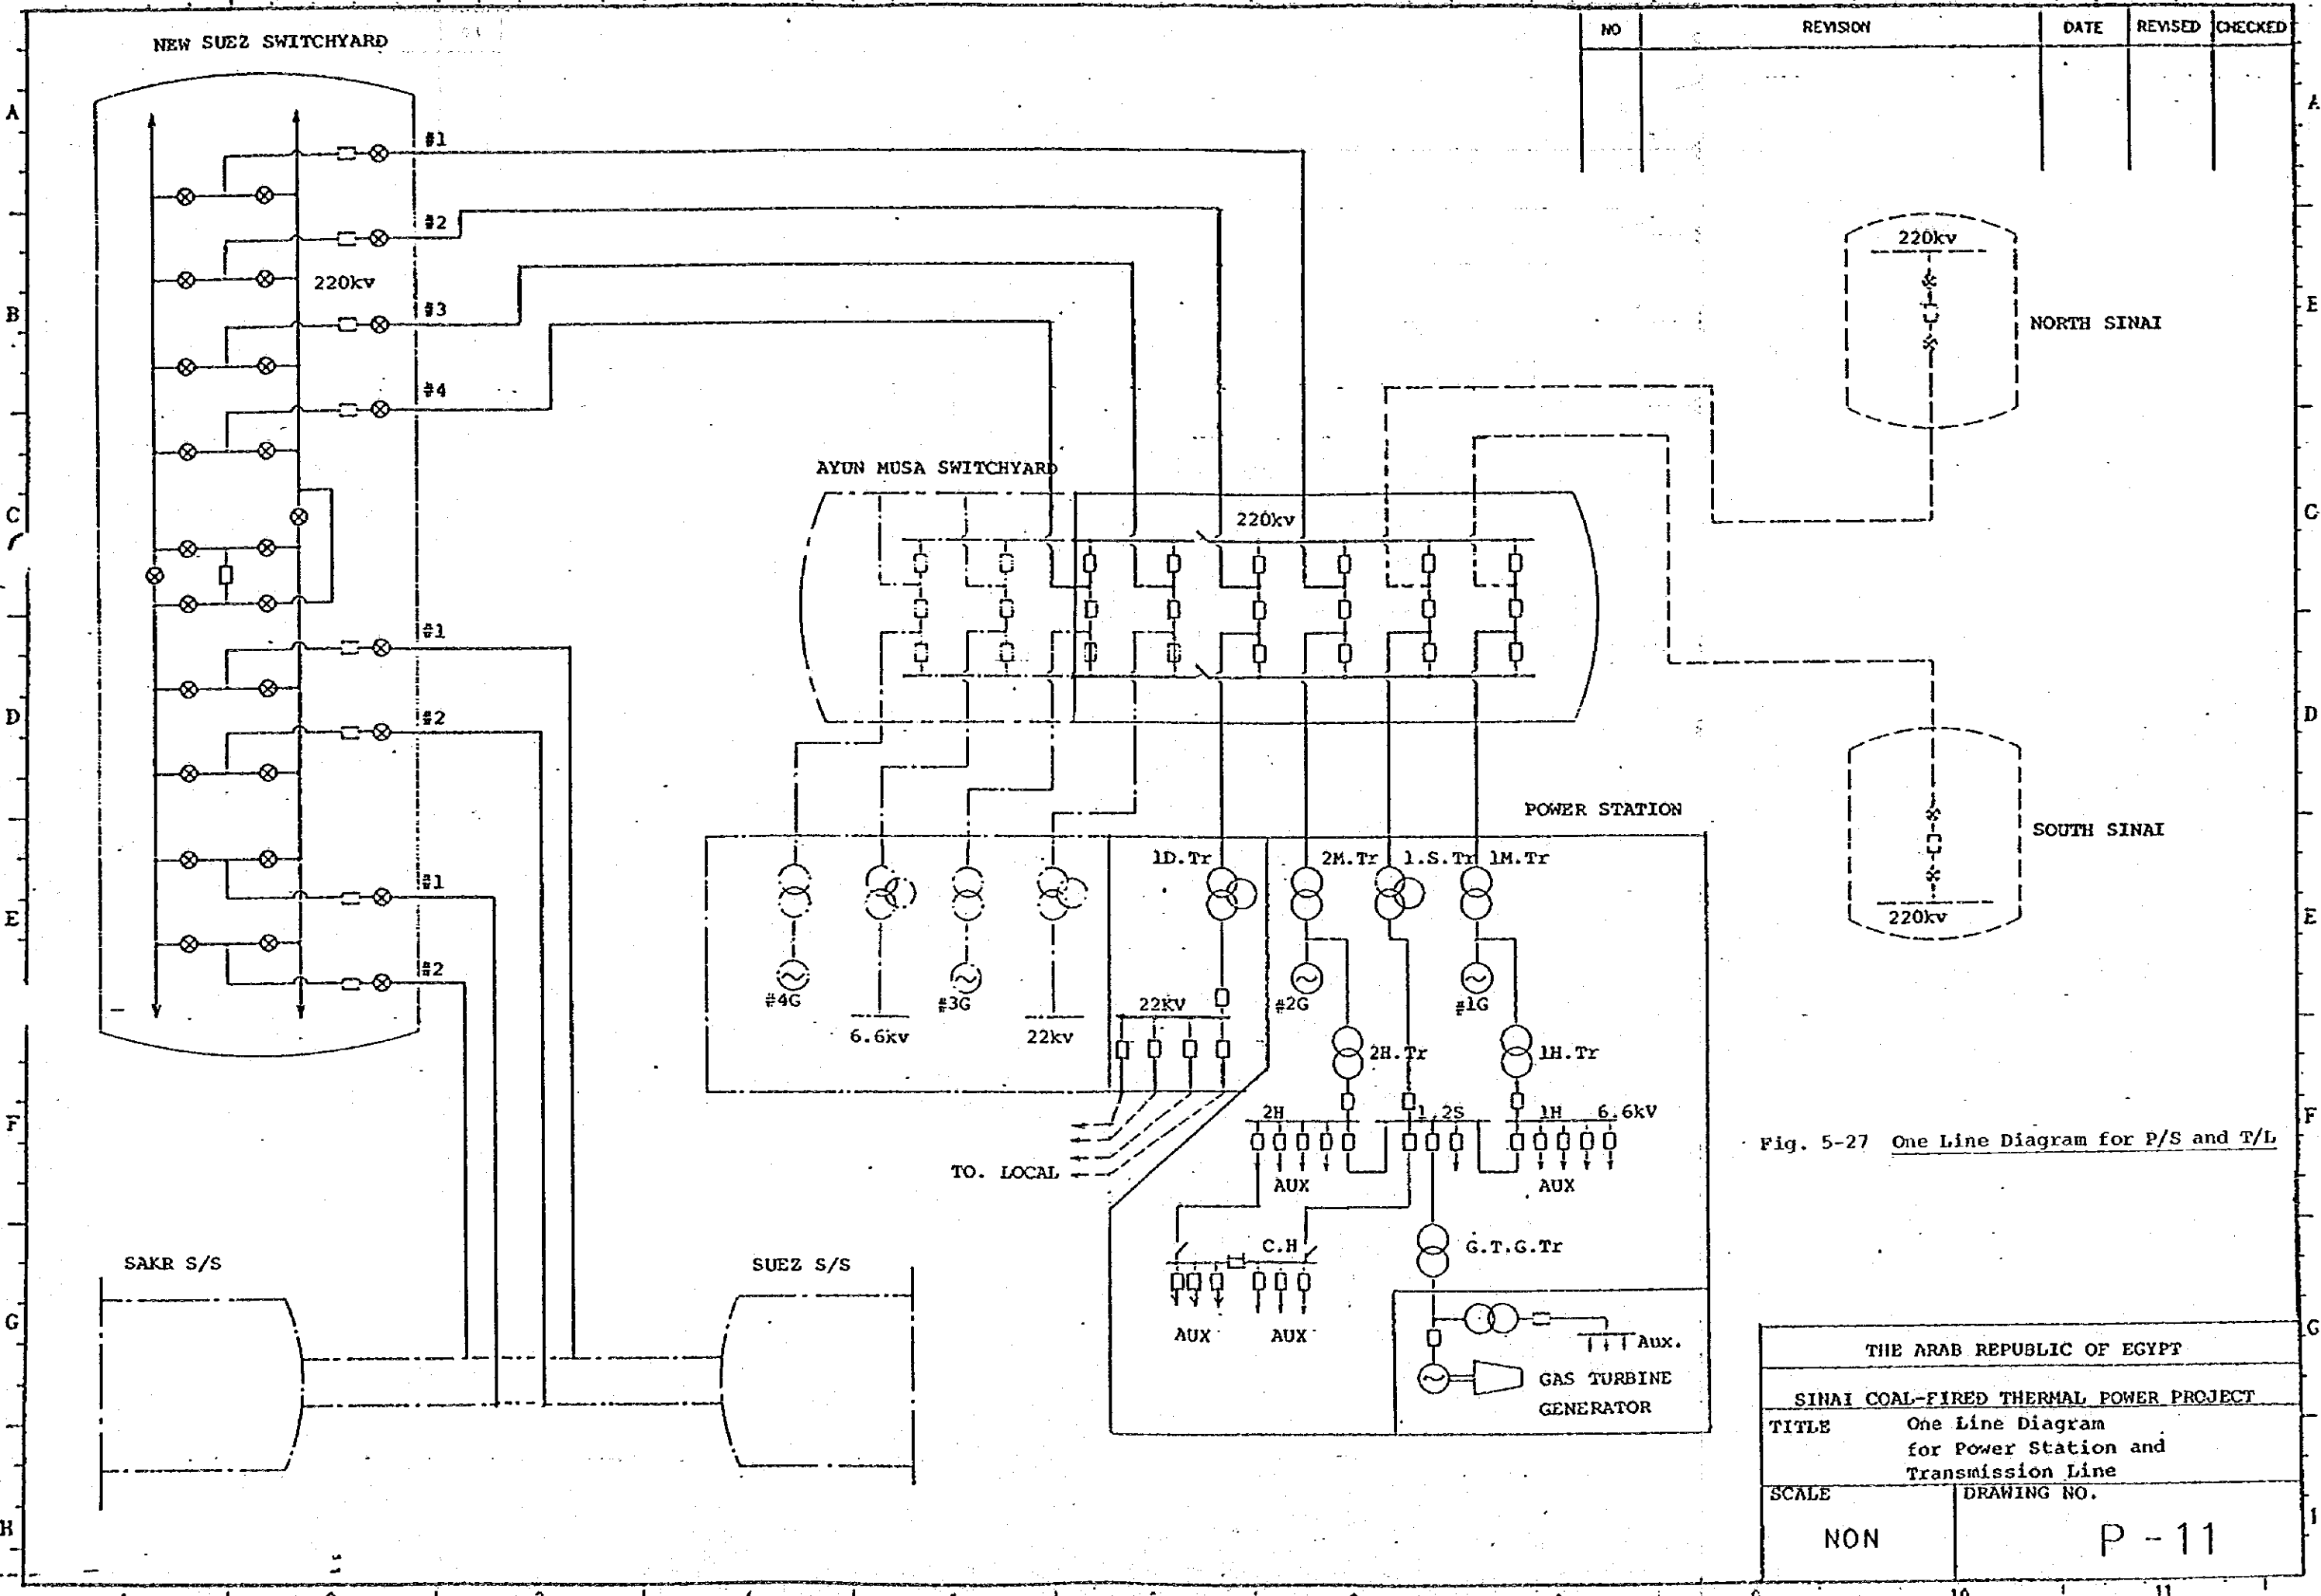 NO REVISION DATE REVISED CHECKED
NEW SUEZ SWITCHYARD
A
A
#1
#2
220kv
220kv
#3
B
E
NORTH SINAI
#4
AYUN MUSA SWITCHYARD
C
220kv
C
#1
#2
D
D
POWER STATION
1D.Tr 2M.Tr 1.S.Tr 1M.Tr
SOUTH SINAI
#1
E
220kv
E
#2
#4G #3G 22KV #2G #1G
6.6kv 22kv
2H.Tr 1H.Tr
2H 1,2S 1H 6.6kV
F
F
Fig. 5-27 One Line Diagram for P/S and T/L
TO. LOCAL
AUX AUX
C.H G.T.G.Tr
SAKR S/S SUEZ S/S
G
G
AUX AUX
Aux.
GAS TURBINE
GENERATOR
THE ARAB REPUBLIC OF EGYPT
SINAI COAL-FIRED THERMAL POWER PROJECT
TITLE One Line Diagram
for Power Station and
Transmission Line
SCALE DRAWING NO.
H
NON P-11
10 11